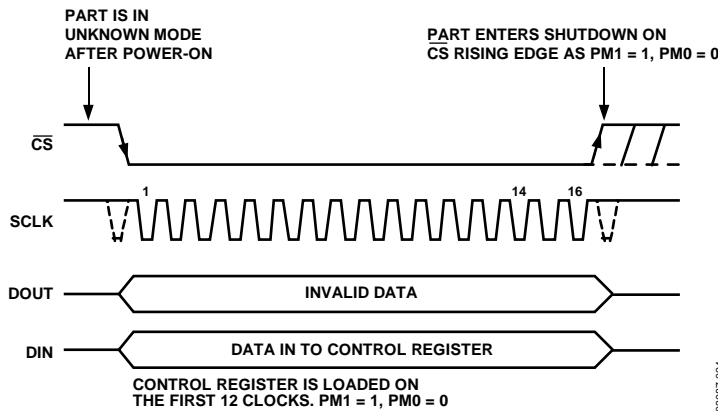 PART IS IN
UNKNOWN MODE
AFTER POWER-ON
PART ENTERS SHUTDOWN ON
CS RISING EDGE AS PM1 = 1, PM0 = 0
CS
1
14
16
SCLK
DOUT
INVALID DATA
DIN
DATA IN TO CONTROL REGISTER
CONTROL REGISTER IS LOADED ON
THE FIRST 12 CLOCKS. PM1 = 1, PM0 = 0